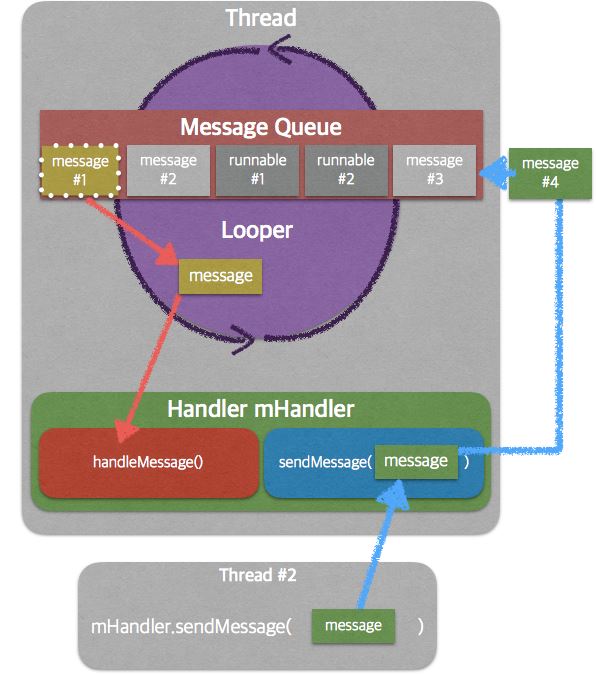 Thread
Message Queue
message
#1
message
#2
runnable
#1
runnable
#2
message
#3
message
#4
Looper
message
Handler mHandler
handleMessage()
sendMessage( message )
Thread #2
mHandler.sendMessage( message )